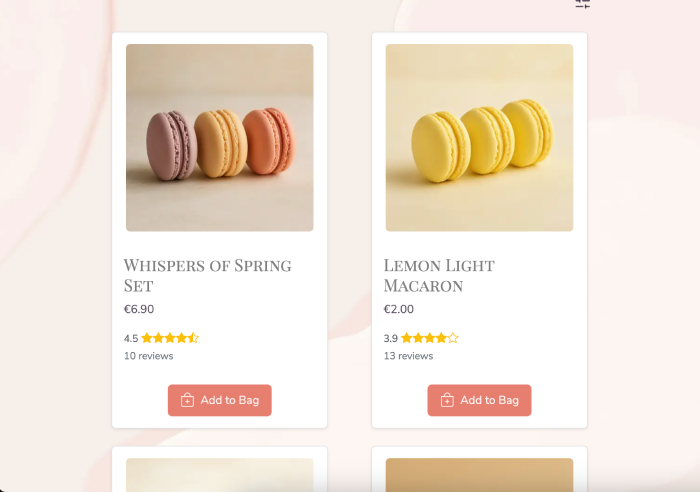 Whispers of Spring
Set
€6.90
4.5
10 reviews
Add to Bag
Lemon Light
Macaron
€2.00
3.9
13 reviews
Add to Bag